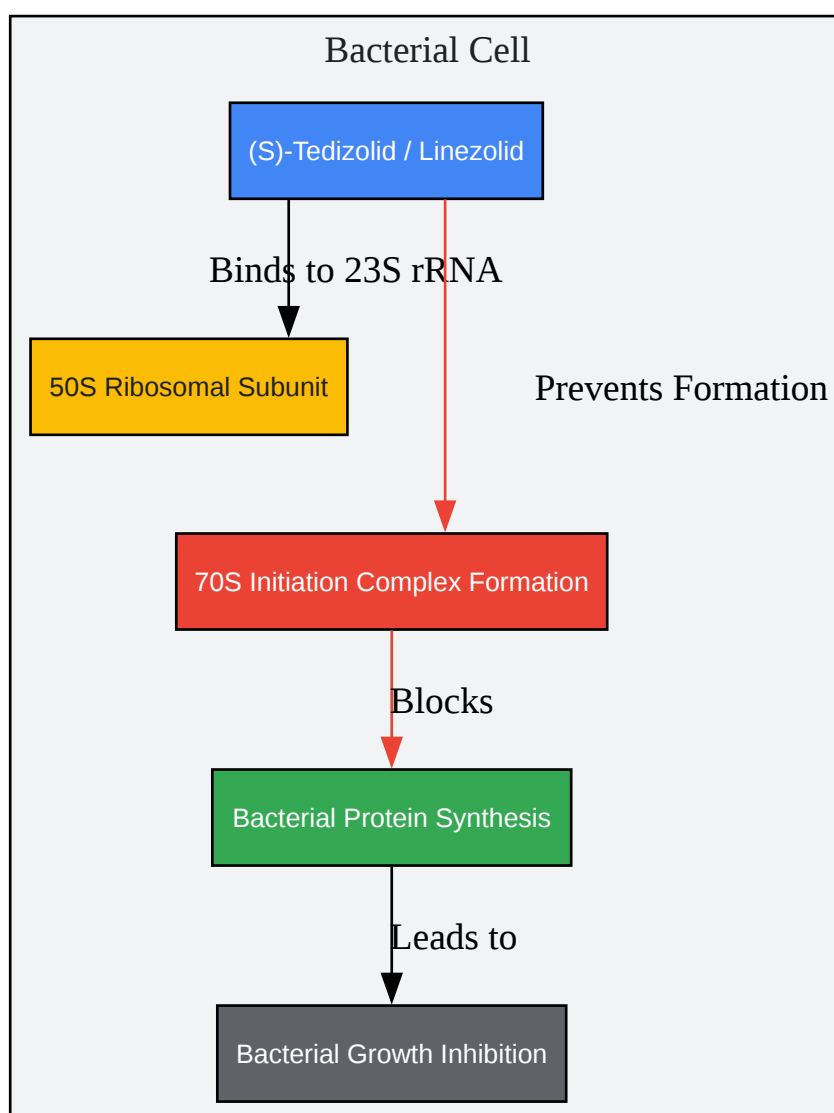 Bacterial Cell
(S)-Tedizolid / Linezolid
Binds to 23S rRNA
50S Ribosomal Subunit
Prevents Formation
70S Initiation Complex Formation
Blocks
Bacterial Protein Synthesis
Leads to
Bacterial Growth Inhibition